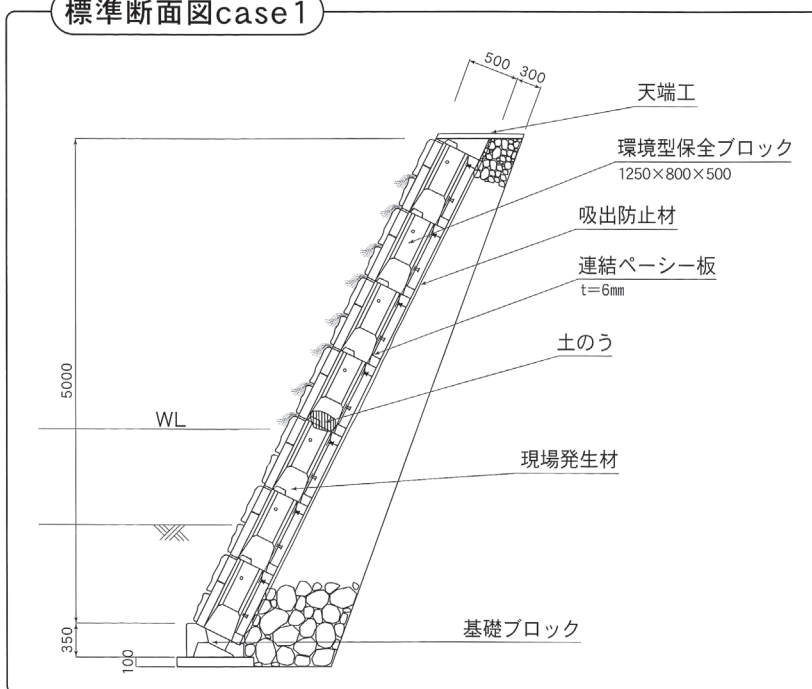 標準断面図case1
500
300
天端工
環境型保全ブロック
1250×800×500
吸出防止材
連結ペーシー板
t=6㎜
土のう
5000
WL
現場発生材
基礎ブロック
350
100